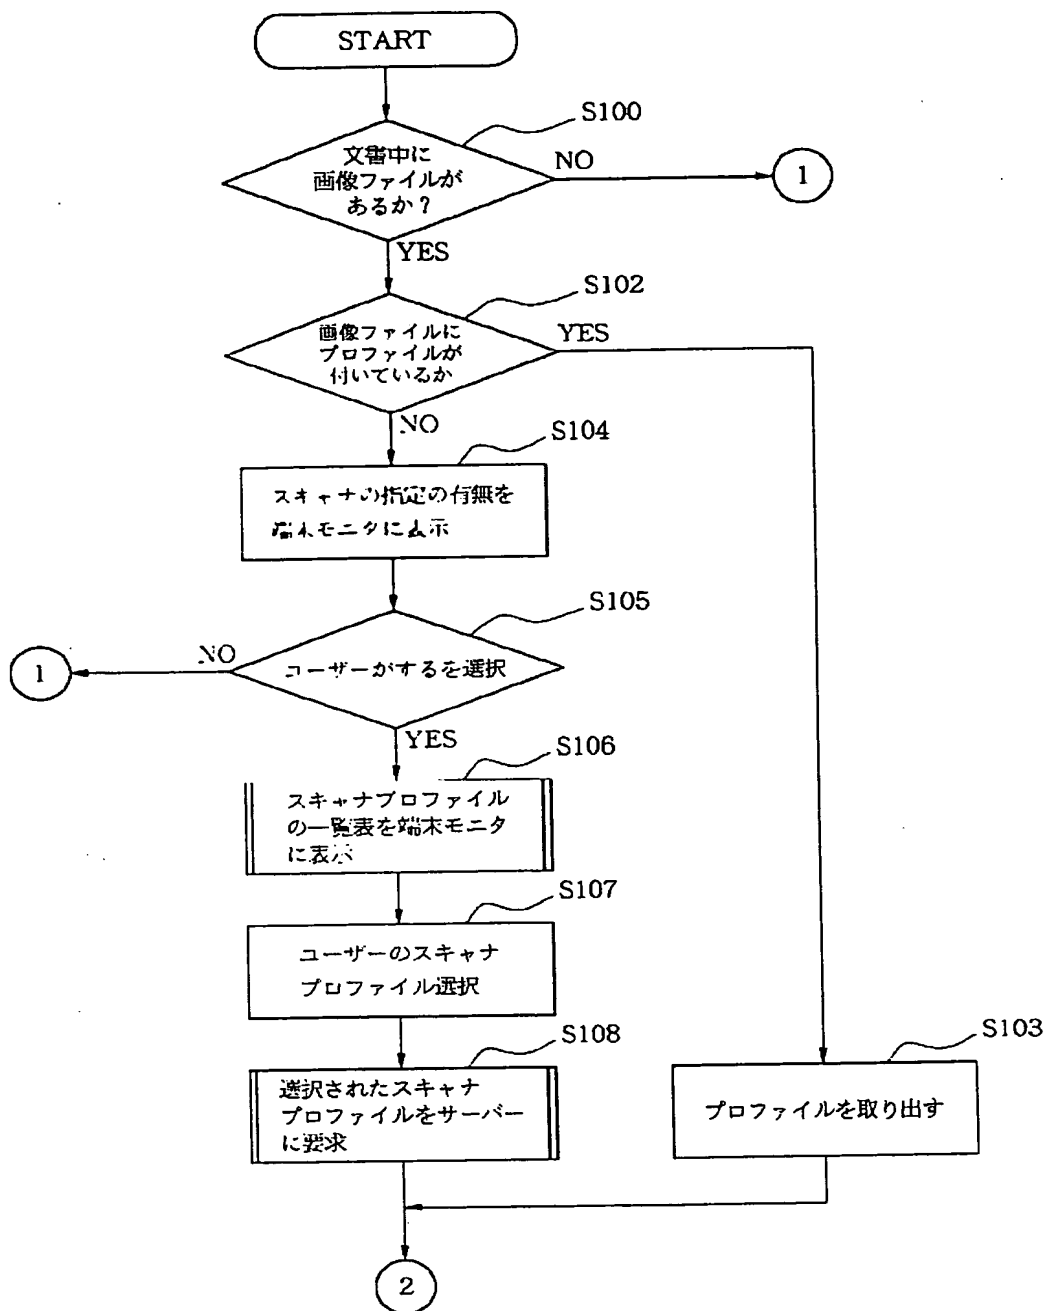 START
S100
文書中に
画像ファイルが
あるか？
NO
1
YES
S102
画像ファイルに
プロファイルが
付いているか
YES
NO
S104
スキャナの指定の有無を
端末モニタに表示
S105
ユーザーがするを選択
NO
1
YES
S106
スキャナプロファイル
の一覧表を端末モニタ
に表示
S107
ユーザーのスキャナ
プロファイル選択
S108
選択されたスキャナ
プロファイルをサーバー
に要求
S103
プロファイルを取り出す
2